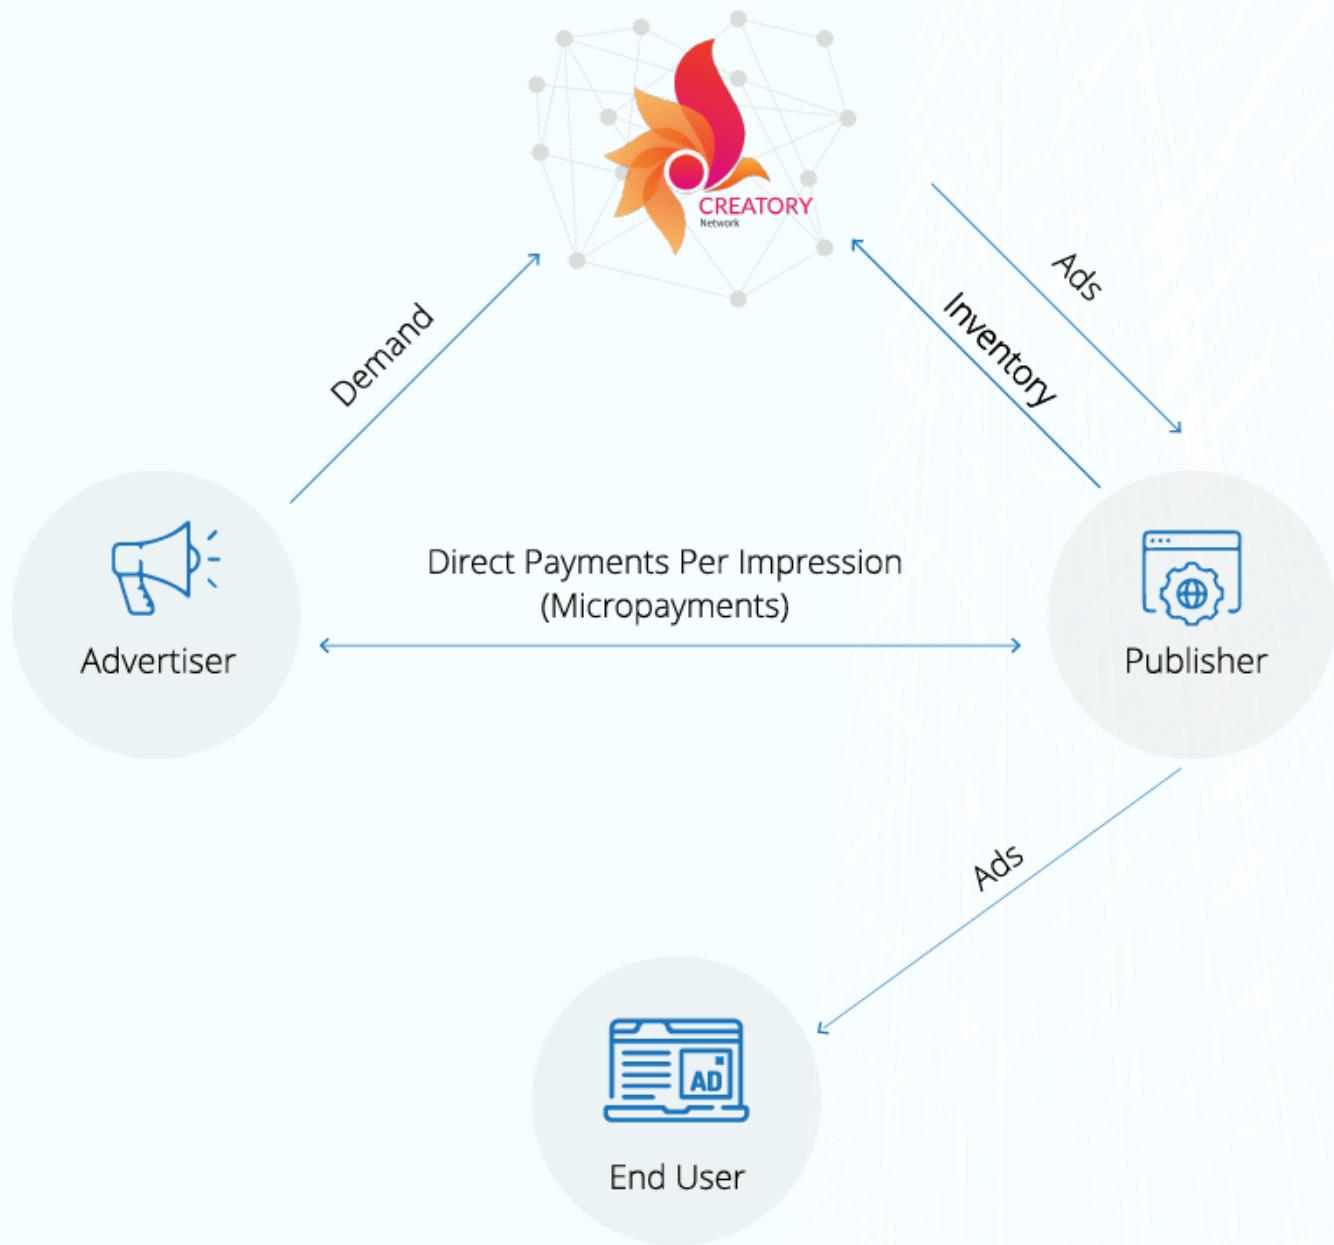 CREATORY
Network
Ads
Inventory
Demand
Direct Payments Per Impression
(Micropayments)
Advertiser
Publisher
Ads
AD
End User